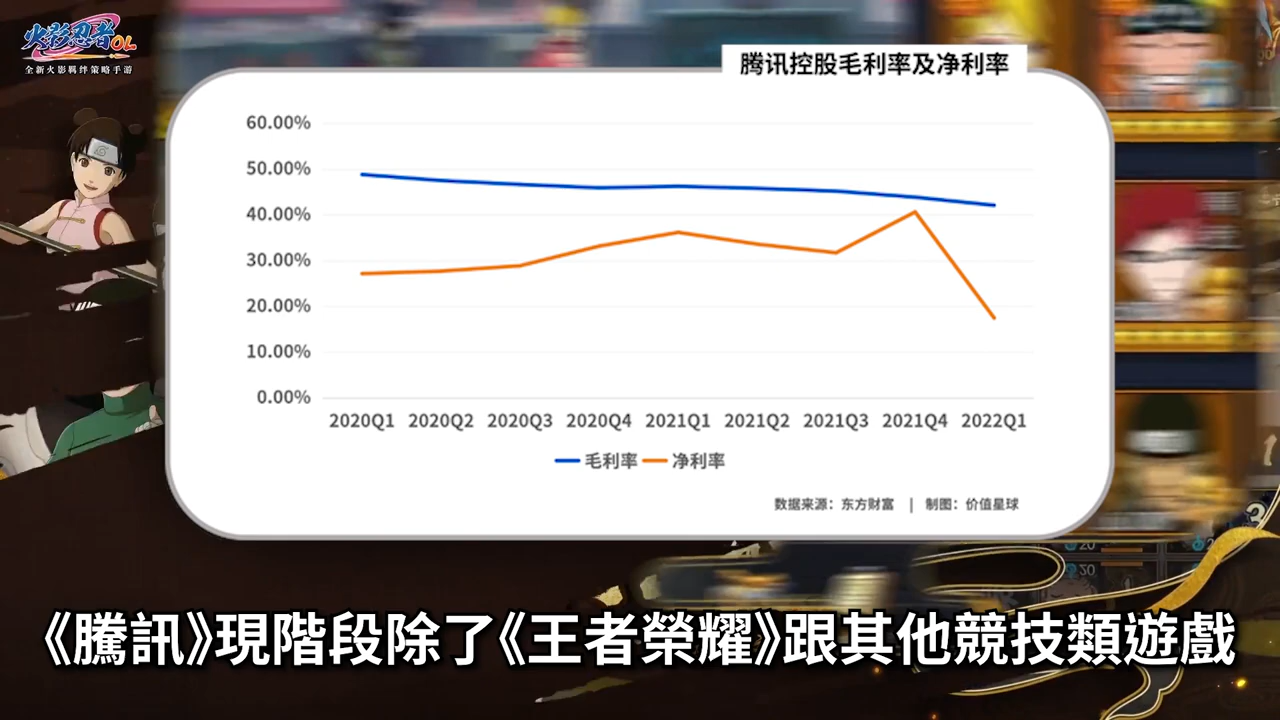 火影忍者OL
全新火影羁绊策略手游
腾讯控股毛利率及净利率
60.00%
50.00%
40.00%
30.00%
20.00%
10.00%
0.00%
2020Q1 2020Q2 2020Q3 2020Q4 2021Q1 2021Q2 2021Q3 2021Q4 2022Q1
毛利率 净利率
数据来源：东方财富 | 制图：价值星球
20
20
《騰訊》現階段除了《王者榮耀》跟其他競技類遊戲